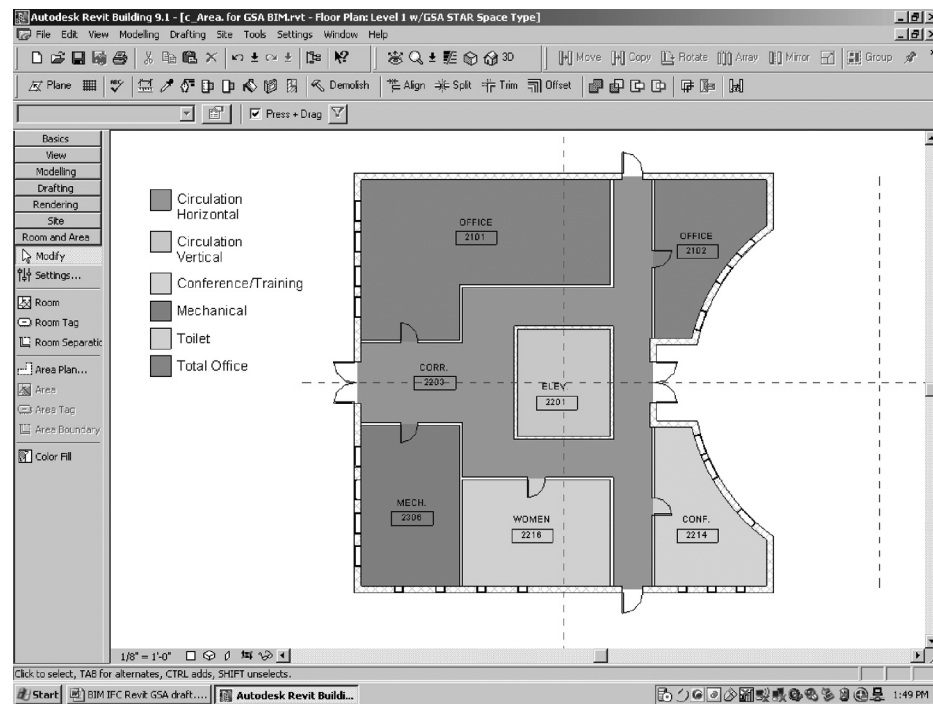 Autodesk Revit Building 9.1 - [c_Area. for GSA BIM.rvt - Floor Plan: Level 1 w/GSA STAR Space Type]
File Edit View Modelling Drafting Site Tools Settings Window Help
3D Move Copy Rotate Array Mirror Group
Plane Demolish Align Split Trim Offset
Press + Drag
Basics
View
Modelling
Drafting
Rendering
Site
Room and Area
Modify
Settings...
Room
Room Tag
Room Separatio
Area Plan...
Area
Area Tag
Area Boundary
Color Fill
Circulation
Horizontal
Circulation
Vertical
Conference/Training
Mechanical
Toilet
Total Office
OFFICE
2101
OFFICE
2102
CORR.
2203
ELEV.
2201
MECH.
2306
WOMEN
2216
CONF.
2214
1/8" = 1'-0"
Click to select, TAB for alternates, CTRL adds, SHIFT unselects.
Start BIM IFC Revit GSA draft.... Autodesk Revit Buildi... 1:49 PM